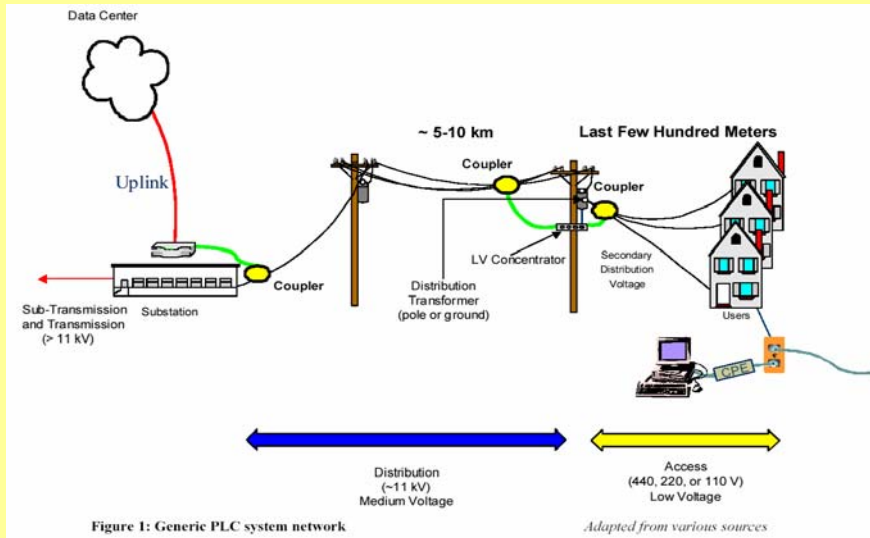 Data Center
Uplink
~ 5-10 km
Last Few Hundred Meters
Coupler
Coupler
LV Concentrator
Secondary
Distribution
Voltage
Coupler
Distribution
Transformer
(pole or ground)
Sub-Transmission
and Transmission
(> 11 kV)
Substation
Users
CPE
Distribution
(~11 kV)
Medium Voltage
Access
(440, 220, or 110 V)
Low Voltage
Figure 1: Generic PLC system network
Adapted from various sources